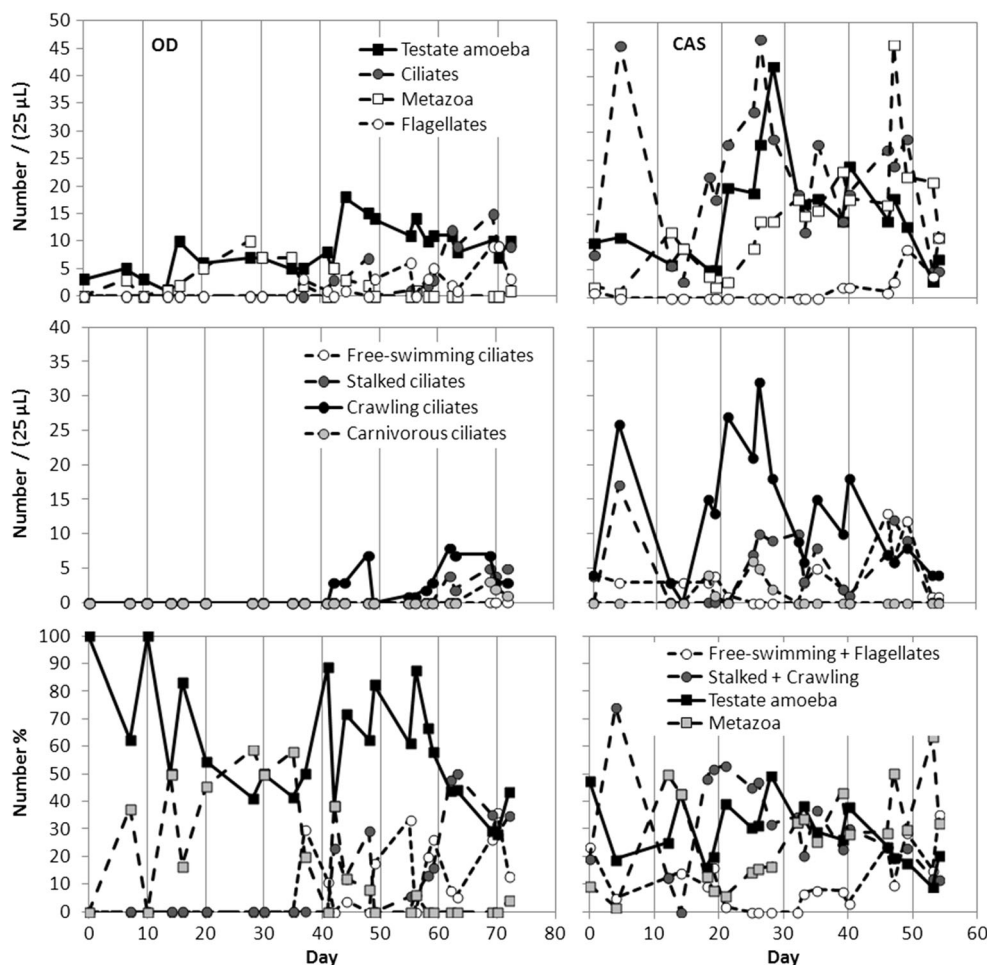 OD
CAS
Number / (25 µL)
50
45
40
35
30
25
20
15
10
5
0
Testate amoeba
Ciliates
Metazoa
Flagellates
Number / (25 µL)
40
35
30
25
20
15
10
5
0
Free-swimming ciliates
Stalked ciliates
Crawling ciliates
Carnivorous ciliates
Number %
100
90
80
70
60
50
40
30
20
10
0
Free-swimming + Flagellates
Stalked + Crawling
Testate amoeba
Metazoa
0 10 20 30 40 50 60 70 80
0 10 20 30 40 50 60
Day
Day